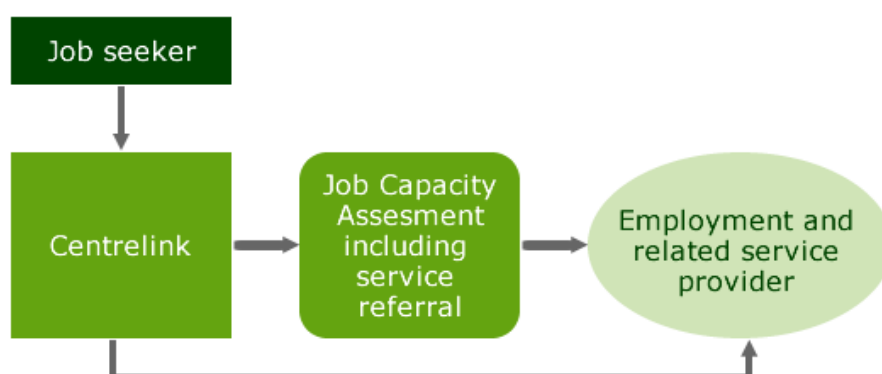 Job seeker
Centrelink
Job Capacity
Assesment
including
service
referral
Employment and
related service
provider